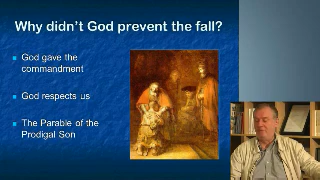 Why didn't God prevent the fall?
God gave the
commandment
God respects us
The Parable of the
Prodigal Son